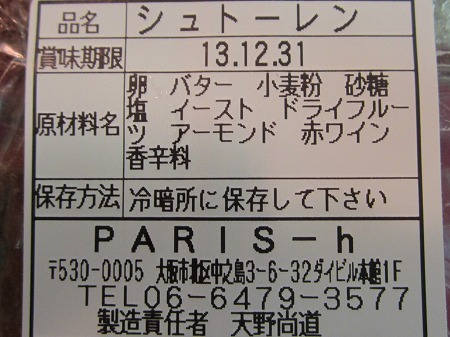 品名 シュトーレン
賞味期限 13.12.31
原材料名 卵 バター 小麦粉 砂糖
塩 イースト ドライフルー
ツ アーモンド 赤ワイン
香辛料
保存方法 冷暗所に保存して下さい
PARIS-h
〒530-0005 大阪市北区中之島3-6-32ダイビル本館1F
TEL06-6479-3577
製造責任者 天野尚道